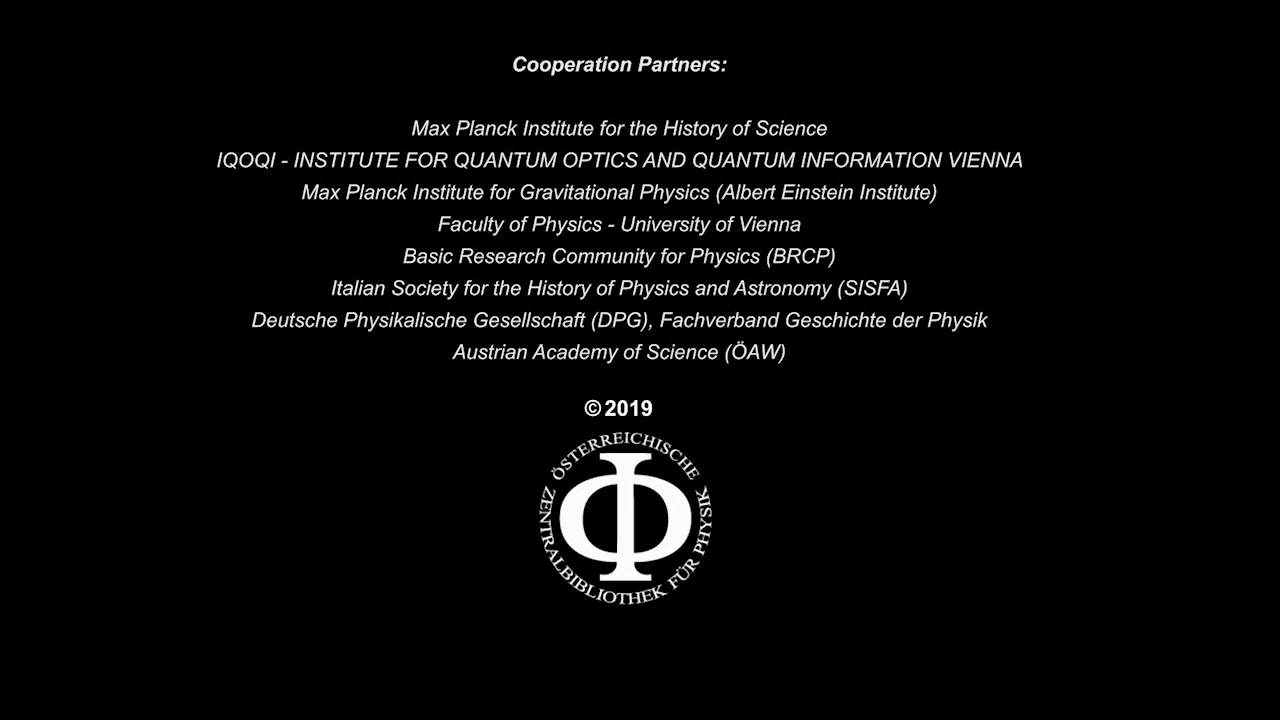 Cooperation Partners:
Max Planck Institute for the History of Science
IQOQI - INSTITUTE FOR QUANTUM OPTICS AND QUANTUM INFORMATION VIENNA
Max Planck Institute for Gravitational Physics (Albert Einstein Institute)
Faculty of Physics - University of Vienna
Basic Research Community for Physics (BRCP)
Italian Society for the History of Physics and Astronomy (SISFA)
Deutsche Physikalische Gesellschaft (DPG), Fachverband Geschichte der Physik
Austrian Academy of Science (ÖAW)
© 2019
ÖSTERREICHISCHE
ZENTRALBIBLIOTHEK FÜR PHYSIK
Φ